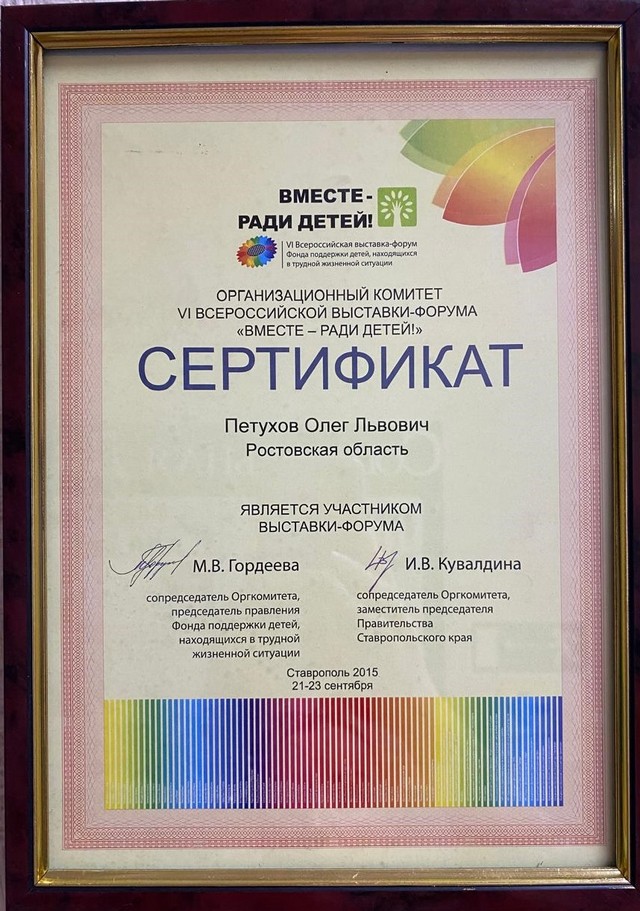 ВМЕСТЕ -
РАДИ ДЕТЕЙ!
VI Всероссийская выставка-форум
Фонда поддержки детей, находящихся
в трудной жизненной ситуации
ОРГАНИЗАЦИОННЫЙ КОМИТЕТ
VI ВСЕРОССИЙСКОЙ ВЫСТАВКИ-ФОРУМА
«ВМЕСТЕ – РАДИ ДЕТЕЙ!»
СЕРТИФИКАТ
Петухов Олег Львович
Ростовская область
ЯВЛЯЕТСЯ УЧАСТНИКОМ
ВЫСТАВКИ-ФОРУМА
М.В. Гордеева
сопредседатель Оргкомитета,
председатель правления
Фонда поддержки детей,
находящихся в трудной
жизненной ситуации
И.В. Кувалдина
сопредседатель Оргкомитета,
заместитель председателя
Правительства
Ставропольского края
Ставрополь 2015
21-23 сентября